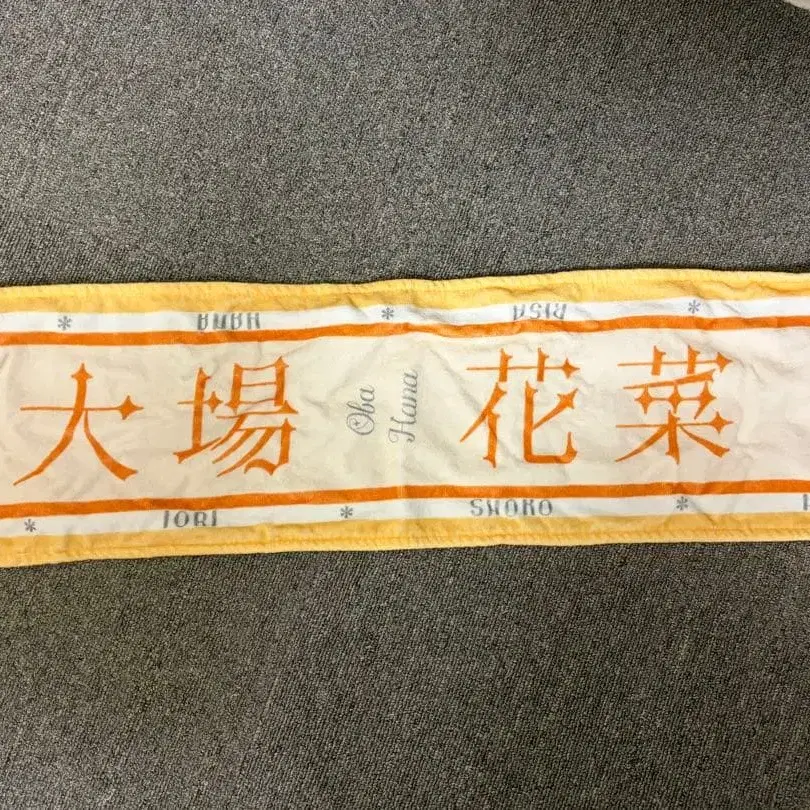 * HANA * RISA *
大場 花菜
Oba
Hana
* IORI * SHOKO *